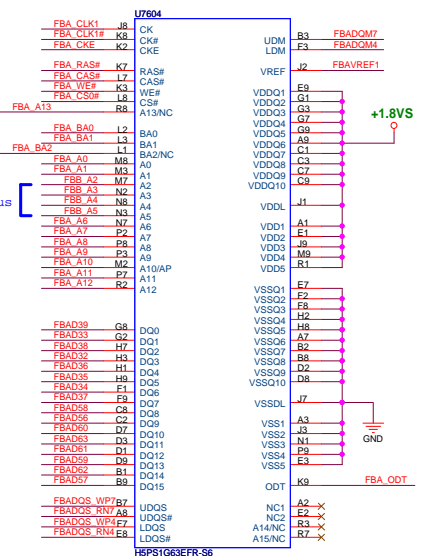 U7604
FBA_CLK1 J8 CK
FBA_CLK1# K8 CK#
FBA_CKE K2 CKE
FBA_RAS# K7 RAS#
FBA_CAS# L7 CAS#
FBA_WE# K3 WE#
FBA_CS0# L8 CS#
FBA_A13 R8 A13/NC
FBA_BA0 L2 BA0
FBA_BA1 L3 BA1
FBA_BA2 L1 BA2/NC
FBA_A0 M8 A0
FBA_A1 M3 A1
FBB_A2 M7 A2
FBB_A3 N2 A3
FBB_A4 N8 A4
FBB_A5 N3 A5
FBA_A6 N7 A6
FBA_A7 P2 A7
FBA_A8 P8 A8
FBA_A9 P3 A9
FBA_A10 M2 A10/AP
FBA_A11 P7 A11
FBA_A12 R2 A12
us
FBAD39 G8 DQ0
FBAD33 G2 DQ1
FBAD38 H7 DQ2
FBAD32 H3 DQ3
FBAD36 H1 DQ4
FBAD35 H9 DQ5
FBAD34 F1 DQ6
FBAD37 F9 DQ7
FBAD58 C8 DQ8
FBAD56 C2 DQ9
FBAD60 D7 DQ10
FBAD63 D3 DQ11
FBAD61 D1 DQ12
FBAD59 D9 DQ13
FBAD62 B1 DQ14
FBAD57 B9 DQ15
FBADQS_WP7 B7 UDQS
FBADQS_RN7 A8 UDQS#
FBADQS_WP4 F7 LDQS
FBADQS_RN4 E8 LDQS#
UDM B3 FBADQM7
LDM F3 FBADQM4
VREF J2 FBAVREF1
VDDQ1 E9
VDDQ2 G1
VDDQ3 G3
VDDQ4 G7
VDDQ5 G9
VDDQ6 A9
VDDQ7 C1
VDDQ8 C3
VDDQ9 C7
VDDQ10 C9
+1.8VS
VDDL J1
VDD1 A1
VDD2 E1
VDD3 J9
VDD4 M9
VDD5 R1
VSSQ1 E7
VSSQ2 F2
VSSQ3 F8
VSSQ4 H2
VSSQ5 H8
VSSQ6 A7
VSSQ7 B2
VSSQ8 B8
VSSQ9 D2
VSSQ10 D8
VSSDL J7
VSS1 A3
VSS2 J3
VSS3 N1
VSS4 P9
VSS5 E3
GND
ODT K9 FBA_ODT
NC1 A2
NC2 E2
A14/NC R3
A15/NC R7
H5PS1G63EFR-S6